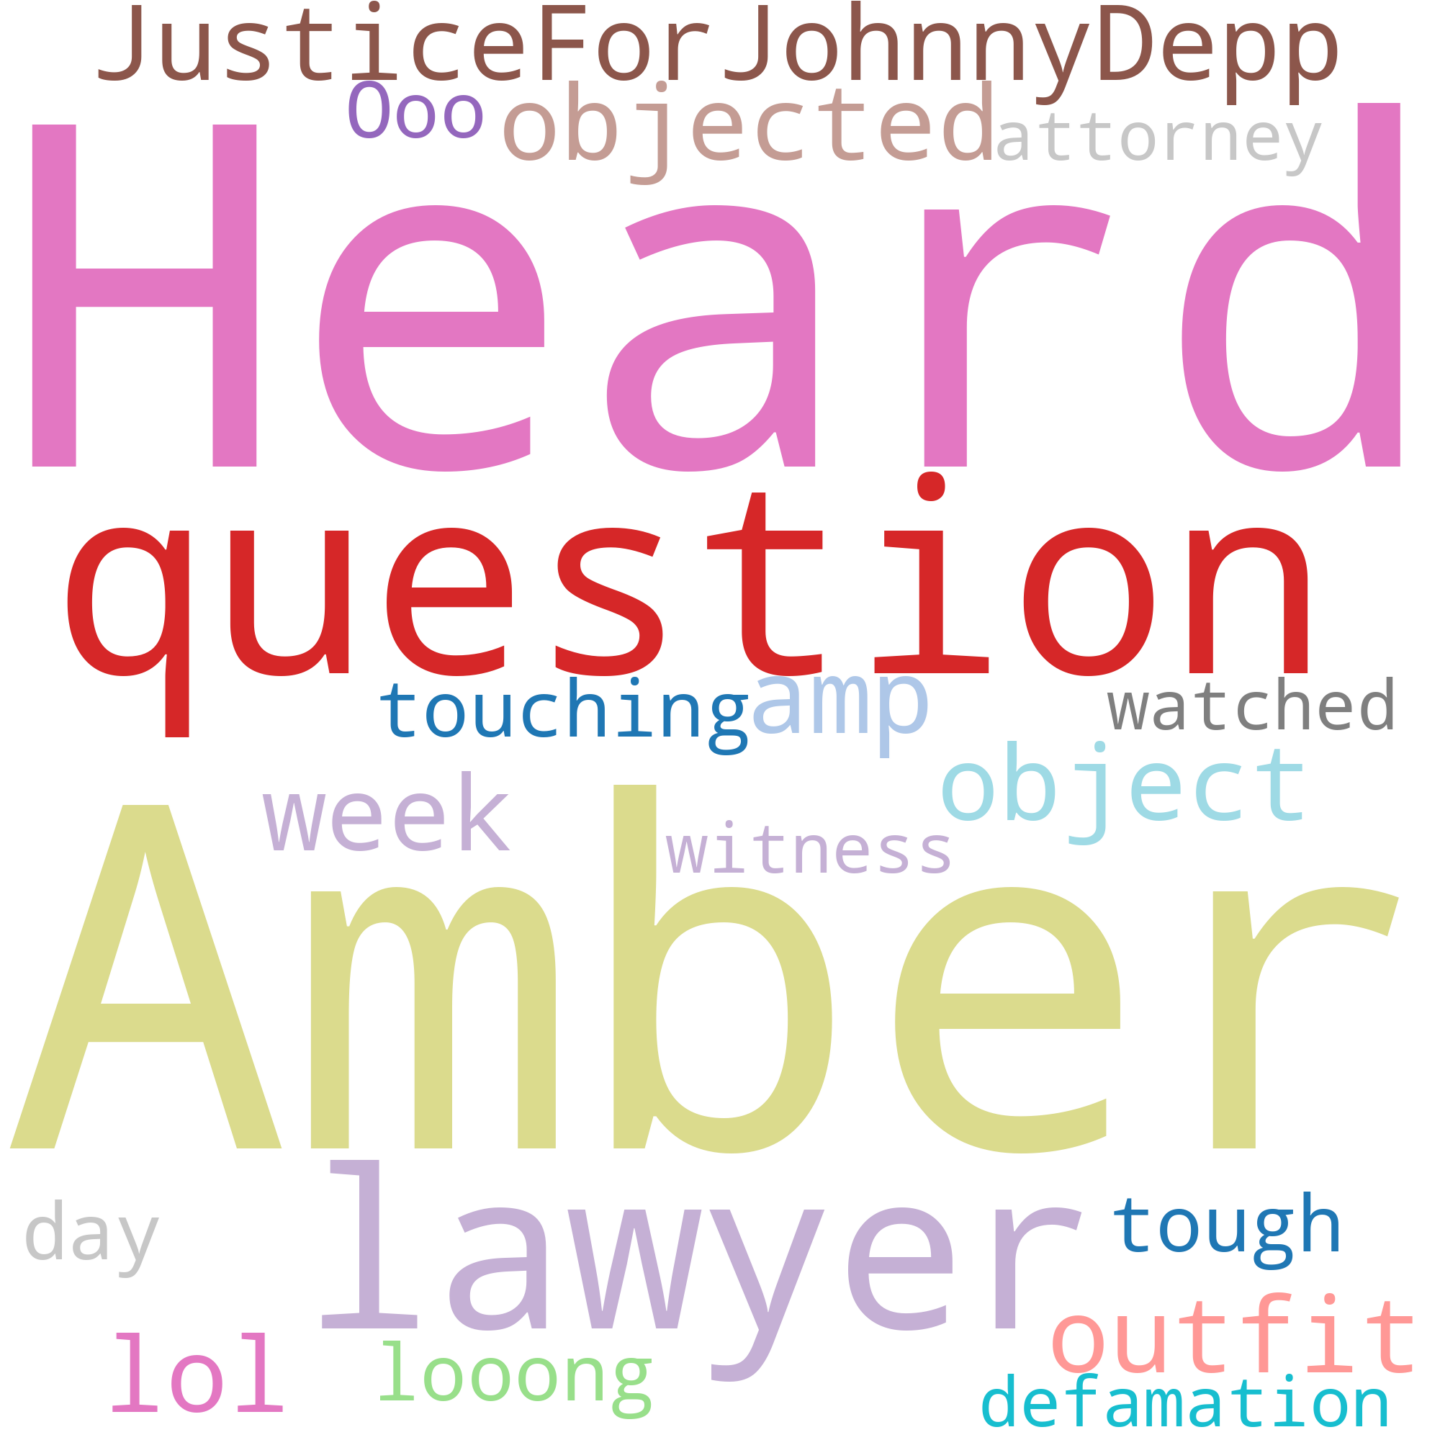 JusticeForJohnnyDepp
Ooo objected attorney
Heard
question
touching amp watched
week witness object
Amber
lawyer
day tough
lol looong outfit
defamation